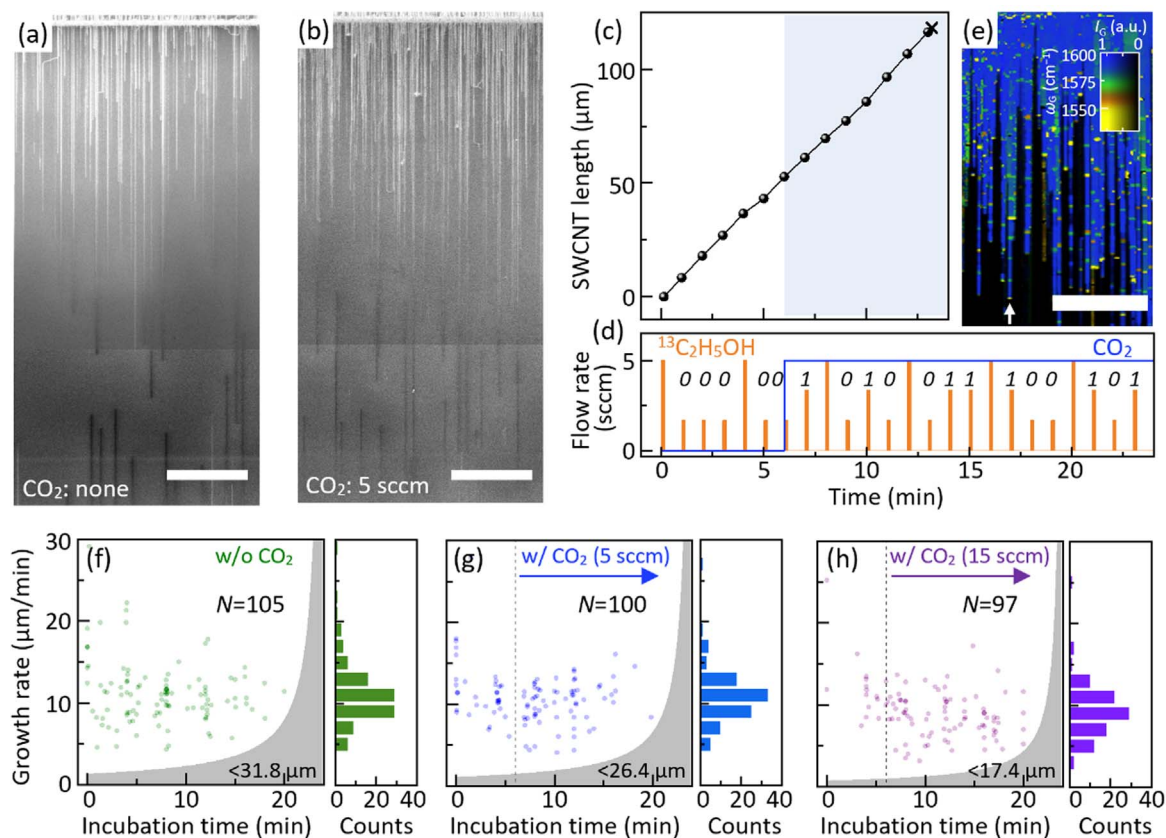 (a)
CO₂: none
(b)
CO₂: 5 sccm
(c)
SWCNT length (μm)
100
50
0
(d)
¹³C₂H₅OH
CO₂
0 0 0 0 0 1 0 1 0 0 1 1 1 0 0 1 0 1
Flow rate
(sccm)
5
0
0 5 10 15 20
Time (min)
(e)
I_G (a.u.)
1 0
ω_G (cm⁻¹)
1600
1575
1550
(f)
w/o CO₂
N=105
<31.8 μm
Growth rate (μm/min)
30
20
10
0
0 10 20
Incubation time (min)
0 20 40
Counts
(g)
w/ CO₂ (5 sccm)
N=100
<26.4 μm
0 10 20
Incubation time (min)
0 20 40
Counts
(h)
w/ CO₂ (15 sccm)
N=97
<17.4 μm
0 10 20
Incubation time (min)
0 20 40
Counts